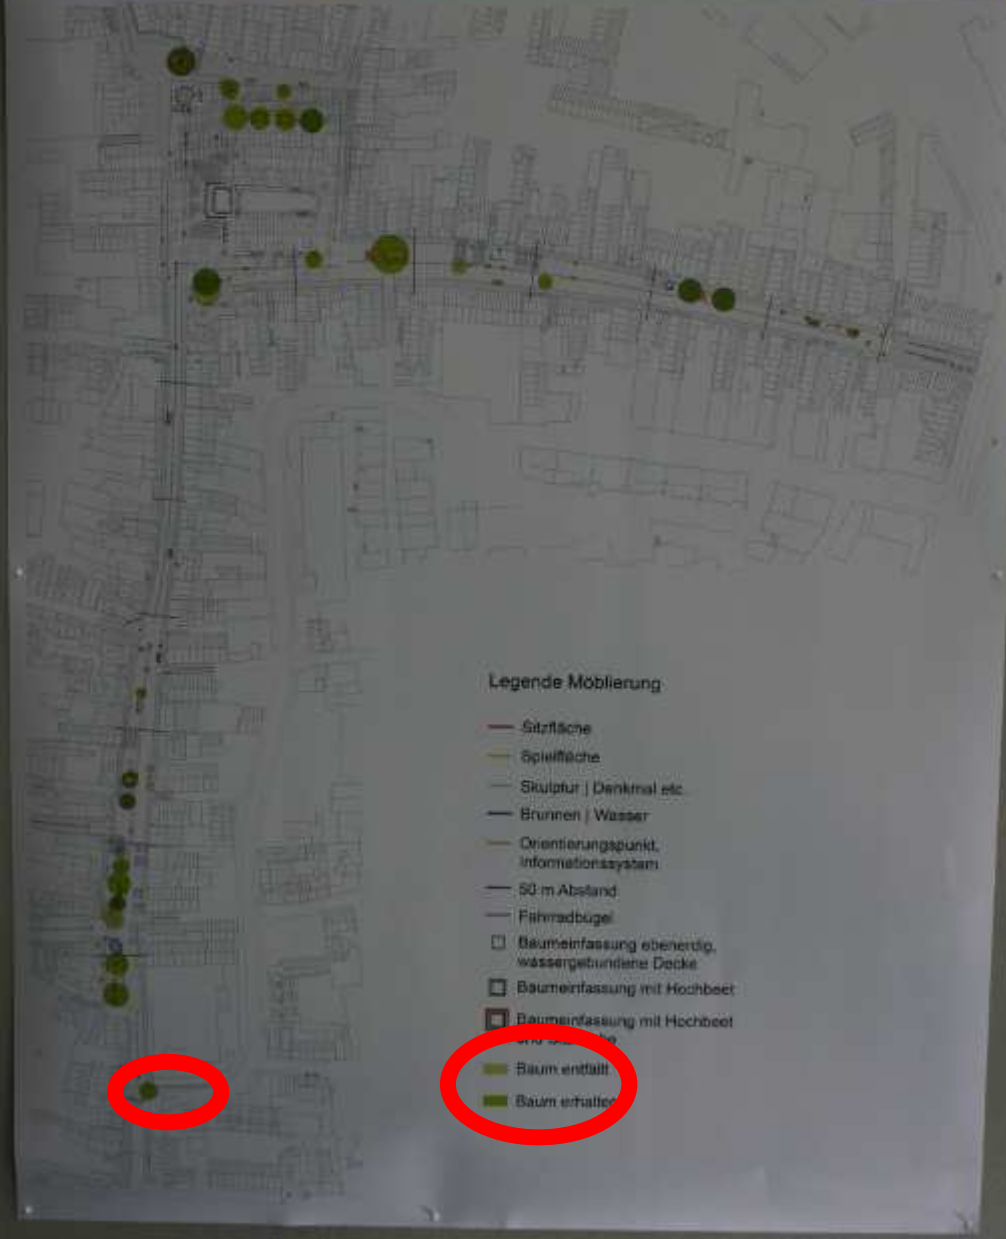 Legende Möblierung
Sitzfläche
Spielfläche
Skulptur | Denkmal etc.
Brunnen | Wasser
Orientierungspunkt,
Informationssystem
50 m Abstand
Fahrradbügel
Baumeinfassung ebenerdig,
wassergebundene Decke
Baumeinfassung mit Hochbeet
Baumeinfassung mit Hochbeet
und
Baum entfällt
Baum erhalten